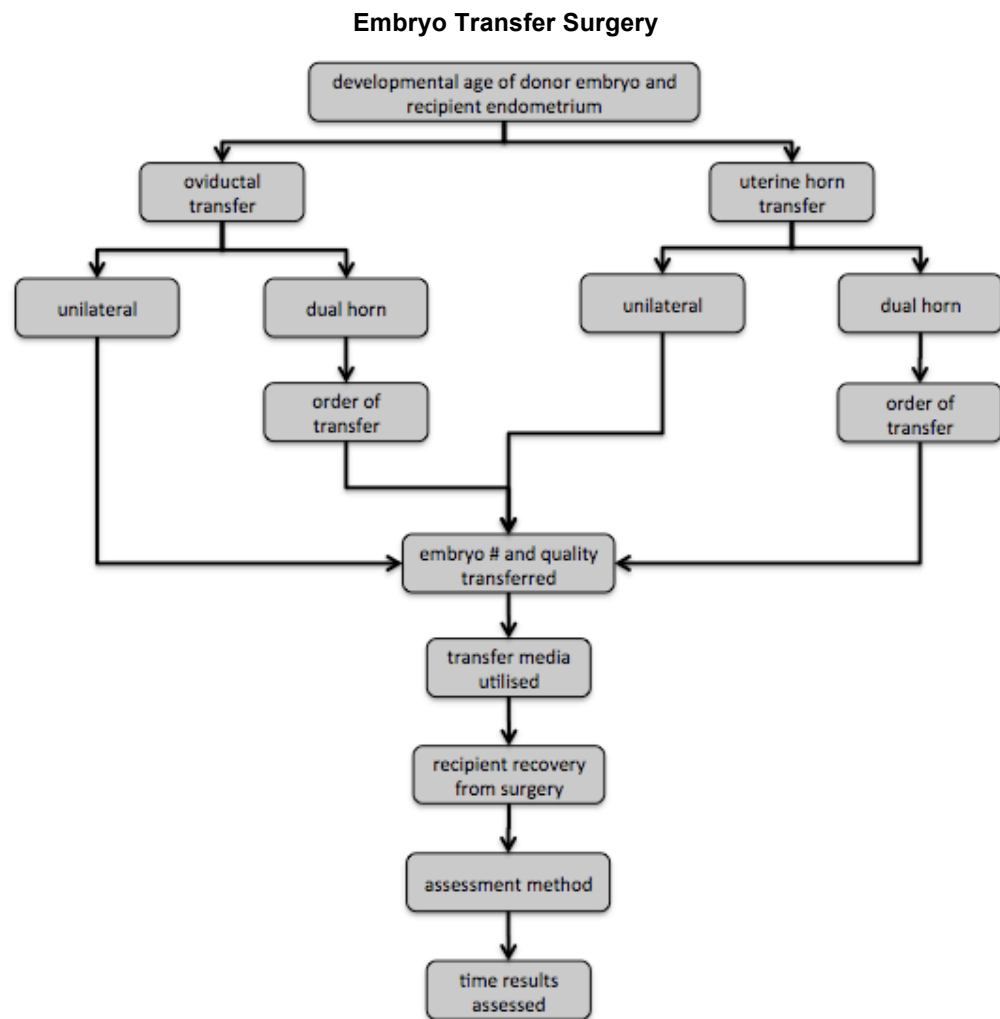 Embryo Transfer Surgery
developmental age of donor embryo and
recipient endometrium
oviductal
transfer
uterine horn
transfer
unilateral
dual horn
unilateral
dual horn
order of
transfer
order of
transfer
embryo # and quality
transferred
transfer media
utilised
recipient recovery
from surgery
assessment method
time results
assessed